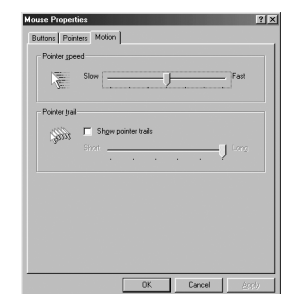 Mouse Properties
Buttons Pointers Motion
Pointer speed
Slow Fast
Pointer trail
Show pointer trails
Short Long
OK Cancel Apply